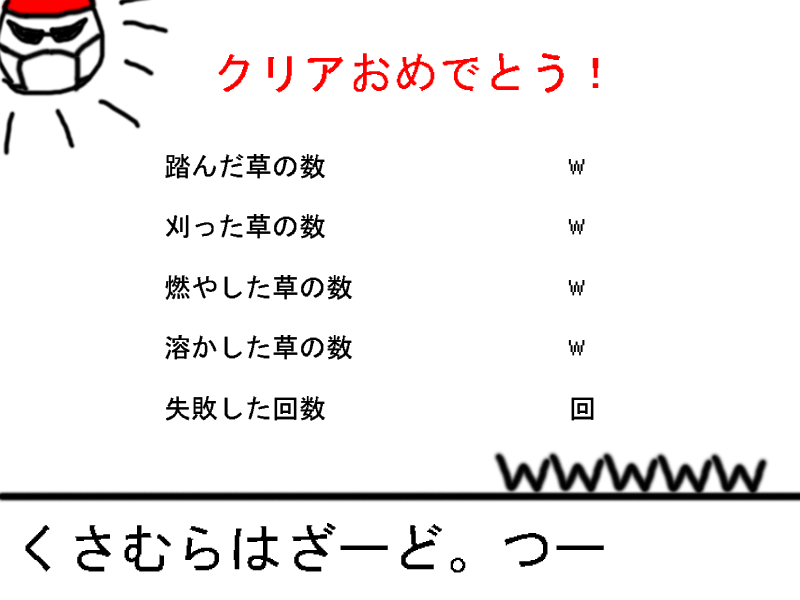 クリアおめでとう！
踏んだ草の数 w
刈った草の数 w
燃やした草の数 w
溶かした草の数 w
失敗した回数 回
wwwww
くさむらはざーど。つー